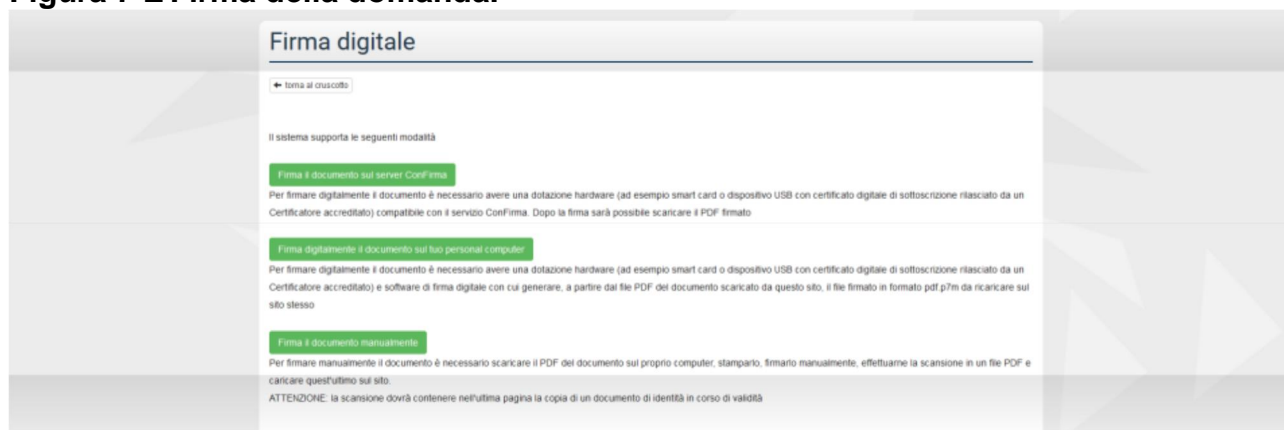 Firma digitale
← torna al cruscotto
Il sistema supporta le seguenti modalità
Firma il documento sul server ConFirma
Per firmare digitalmente il documento è necessario avere una dotazione hardware (ad esempio smart card o dispositivo USB con certificato digitale di sottoscrizione rilasciato da un
Certificatore accreditato) compatibile con il servizio ConFirma. Dopo la firma sarà possibile scaricare il PDF firmato
Firma digitalmente il documento sul tuo personal computer
Per firmare digitalmente il documento è necessario avere una dotazione hardware (ad esempio smart card o dispositivo USB con certificato digitale di sottoscrizione rilasciato da un
Certificatore accreditato) e software di firma digitale con cui generare, a partire dal file PDF del documento scaricato da questo sito, il file firmato in formato pdf.p7m da ricaricare sul
sito stesso
Firma il documento manualmente
Per firmare manualmente il documento è necessario scaricare il PDF del documento sul proprio computer, stamparlo, firmarlo manualmente, effettuarne la scansione in un file PDF e
caricare quest'ultimo sul sito.
ATTENZIONE: la scansione dovrà contenere nell'ultima pagina la copia di un documento di identità in corso di validità